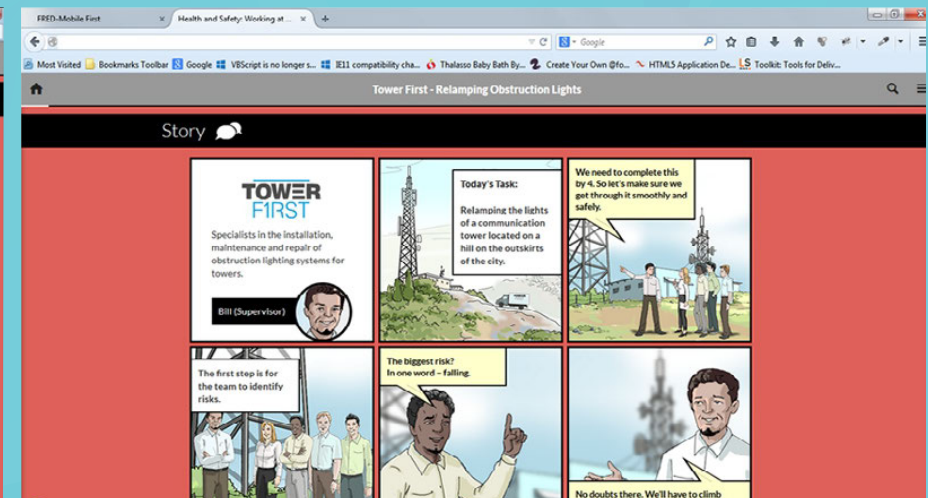 FRED-Mobile First
Health and Safety: Working at ...
Google
Most Visited
Bookmarks Toolbar
Google
VBScript is no longer s...
IE11 compatibility cha...
Thalasso Baby Bath By...
Create Your Own @fo...
HTML5 Application De...
LS Toolkit: Tools for Deliv...
Tower First - Relamping Obstruction Lights
Story
TOWER
F1RST
Specialists in the installation,
maintenance and repair of
obstruction lighting systems for
towers.
Bill (Supervisor)
Today's Task:
Relamping the lights
of a communication
tower located on a
hill on the outskirts
of the city.
We need to complete this
by 4. So let's make sure we
get through it smoothly and
safely.
The first step is for
the team to identify
risks.
The biggest risk?
In one word – falling.
No doubts there. We'll have to climb